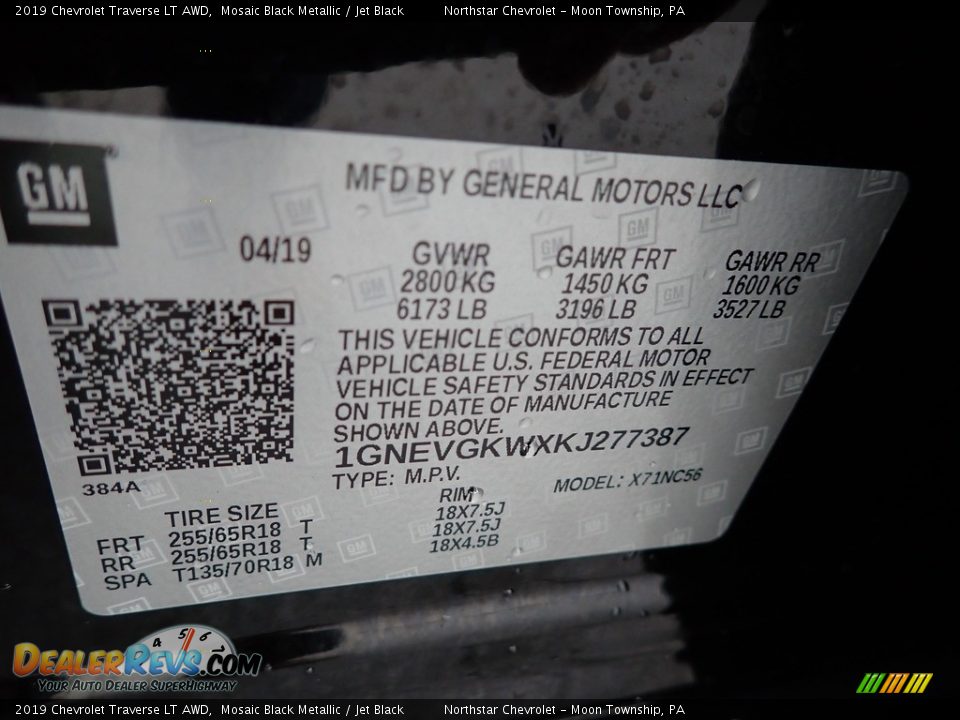 2019 Chevrolet Traverse LT AWD,  Mosaic Black Metallic / Jet Black          Northstar Chevrolet – Moon Township, PA
GM
MFD BY GENERAL MOTORS LLC
04/19
GVWR  GAWR FRT  GAWR RR
2800 KG  1450 KG  1600 KG
6173 LB  3196 LB  3527 LB
THIS VEHICLE CONFORMS TO ALL
APPLICABLE U.S. FEDERAL MOTOR
VEHICLE SAFETY STANDARDS IN EFFECT
ON THE DATE OF MANUFACTURE
SHOWN ABOVE.
1GNEVGKWXKJ277387
TYPE: M.P.V.
MODEL: X71NC56
384A
TIRE SIZE  RIM
FRT  255/65R18  T  18X7.5J
RR  255/65R18  T  18X7.5J
SPA  T135/70R18  M  18X4.5B
4 5 6
DEALERREVS.COM
YOUR AUTO DEALER SUPERHIGHWAY
2019 Chevrolet Traverse LT AWD,  Mosaic Black Metallic / Jet Black          Northstar Chevrolet – Moon Township, PA